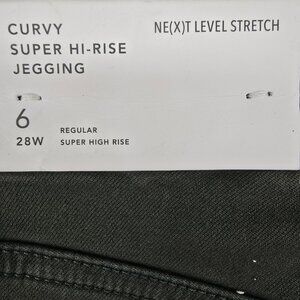 CURVY
SUPER HI-RISE
JEGGING
NE(X)T LEVEL STRETCH
6
28W
REGULAR
SUPER HIGH RISE